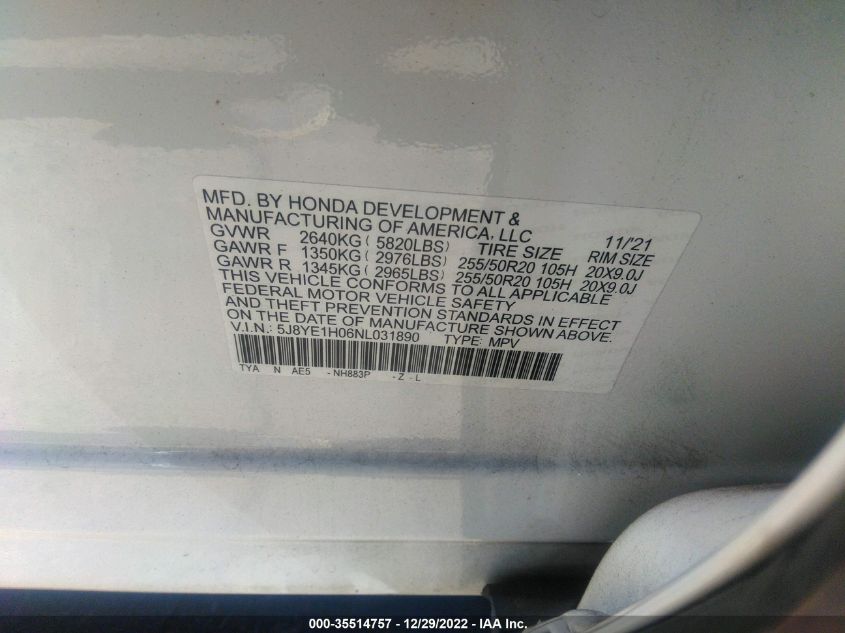 MFD. BY HONDA DEVELOPMENT &
MANUFACTURING OF AMERICA, LLC 11/'21
GVWR 2640KG ( 5820LBS) TIRE SIZE RIM SIZE
GAWR F 1350KG ( 2976LBS) 255/50R20 105H 20X9.0J
GAWR R 1345KG ( 2965LBS) 255/50R20 105H 20X9.0J
THIS VEHICLE CONFORMS TO ALL APPLICABLE
FEDERAL MOTOR VEHICLE SAFETY
AND THEFT PREVENTION STANDARDS IN EFFECT
ON THE DATE OF MANUFACTURE SHOWN ABOVE.
V.I.N.: 5J8YE1H06NL031890 TYPE: MPV
TYA N AE5 - NH883P - Z - L
000-35514757 - 12/29/2022 - IAA Inc.